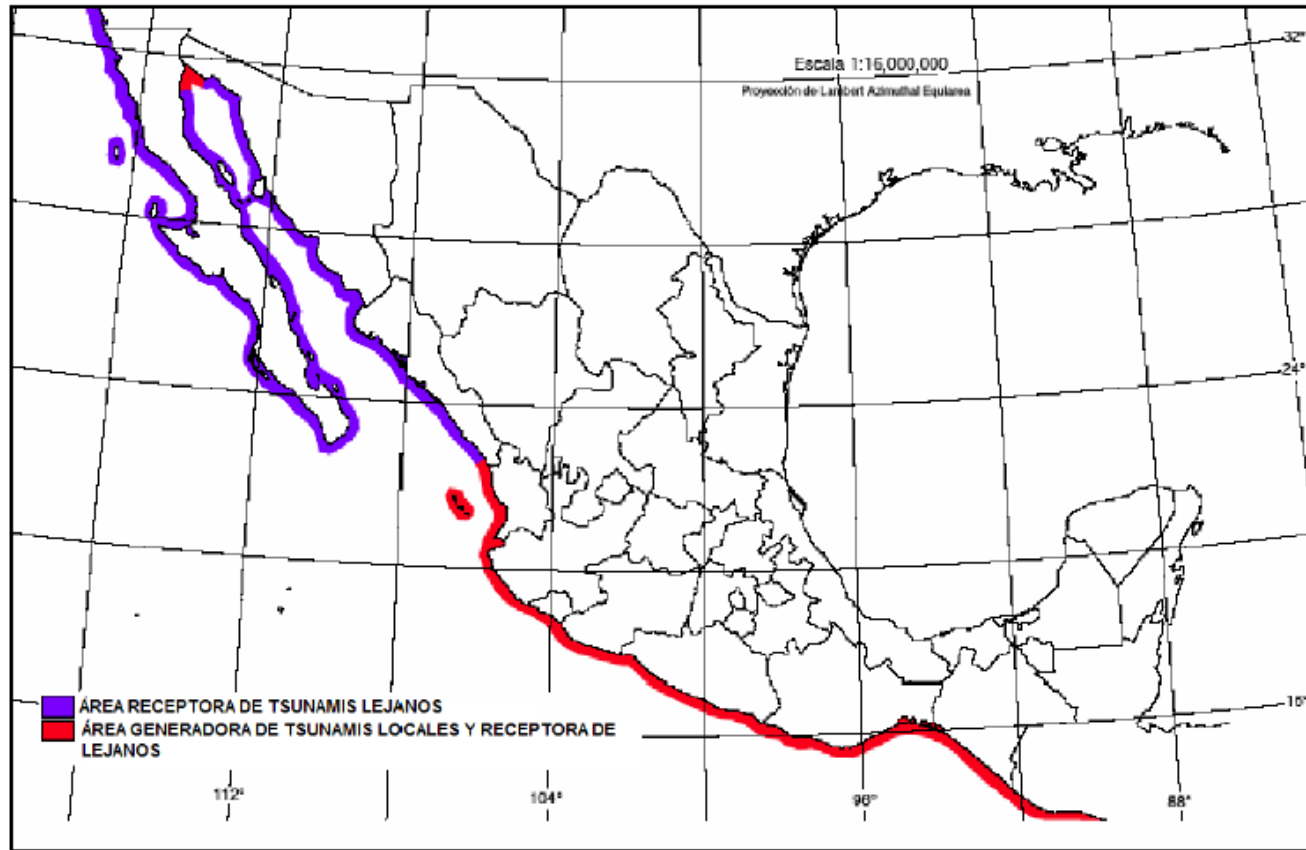 Escala 1:16,000,000
Proyección de Lambert Azimuthal Equiarea
32°
24°
16°
ÁREA RECEPTORA DE TSUNAMIS LEJANOS
ÁREA GENERADORA DE TSUNAMIS LOCALES Y RECEPTORA DE
LEJANOS
112°
104°
96°
88°